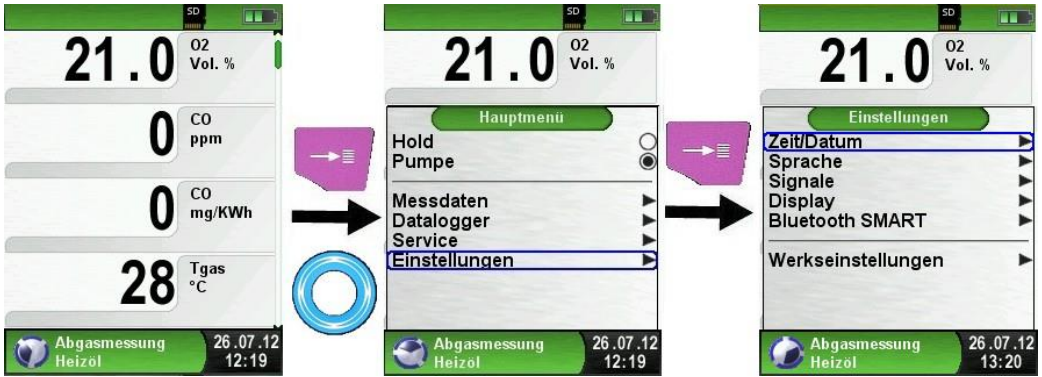 SD
21.0 O2 Vol. %
0 CO ppm
0 CO mg/KWh
28 Tgas °C
Abgasmessung 26.07.12
Heizöl 12:19
SD
21.0 O2 Vol. %
Hauptmenü
Hold
Pumpe
Messdaten
Datalogger
Service
Einstellungen
Abgasmessung 26.07.12
Heizöl 12:19
SD
21.0 O2 Vol. %
Einstellungen
Zeit/Datum
Sprache
Signale
Display
Bluetooth SMART
Werkseinstellungen
Abgasmessung 26.07.12
Heizöl 13:20